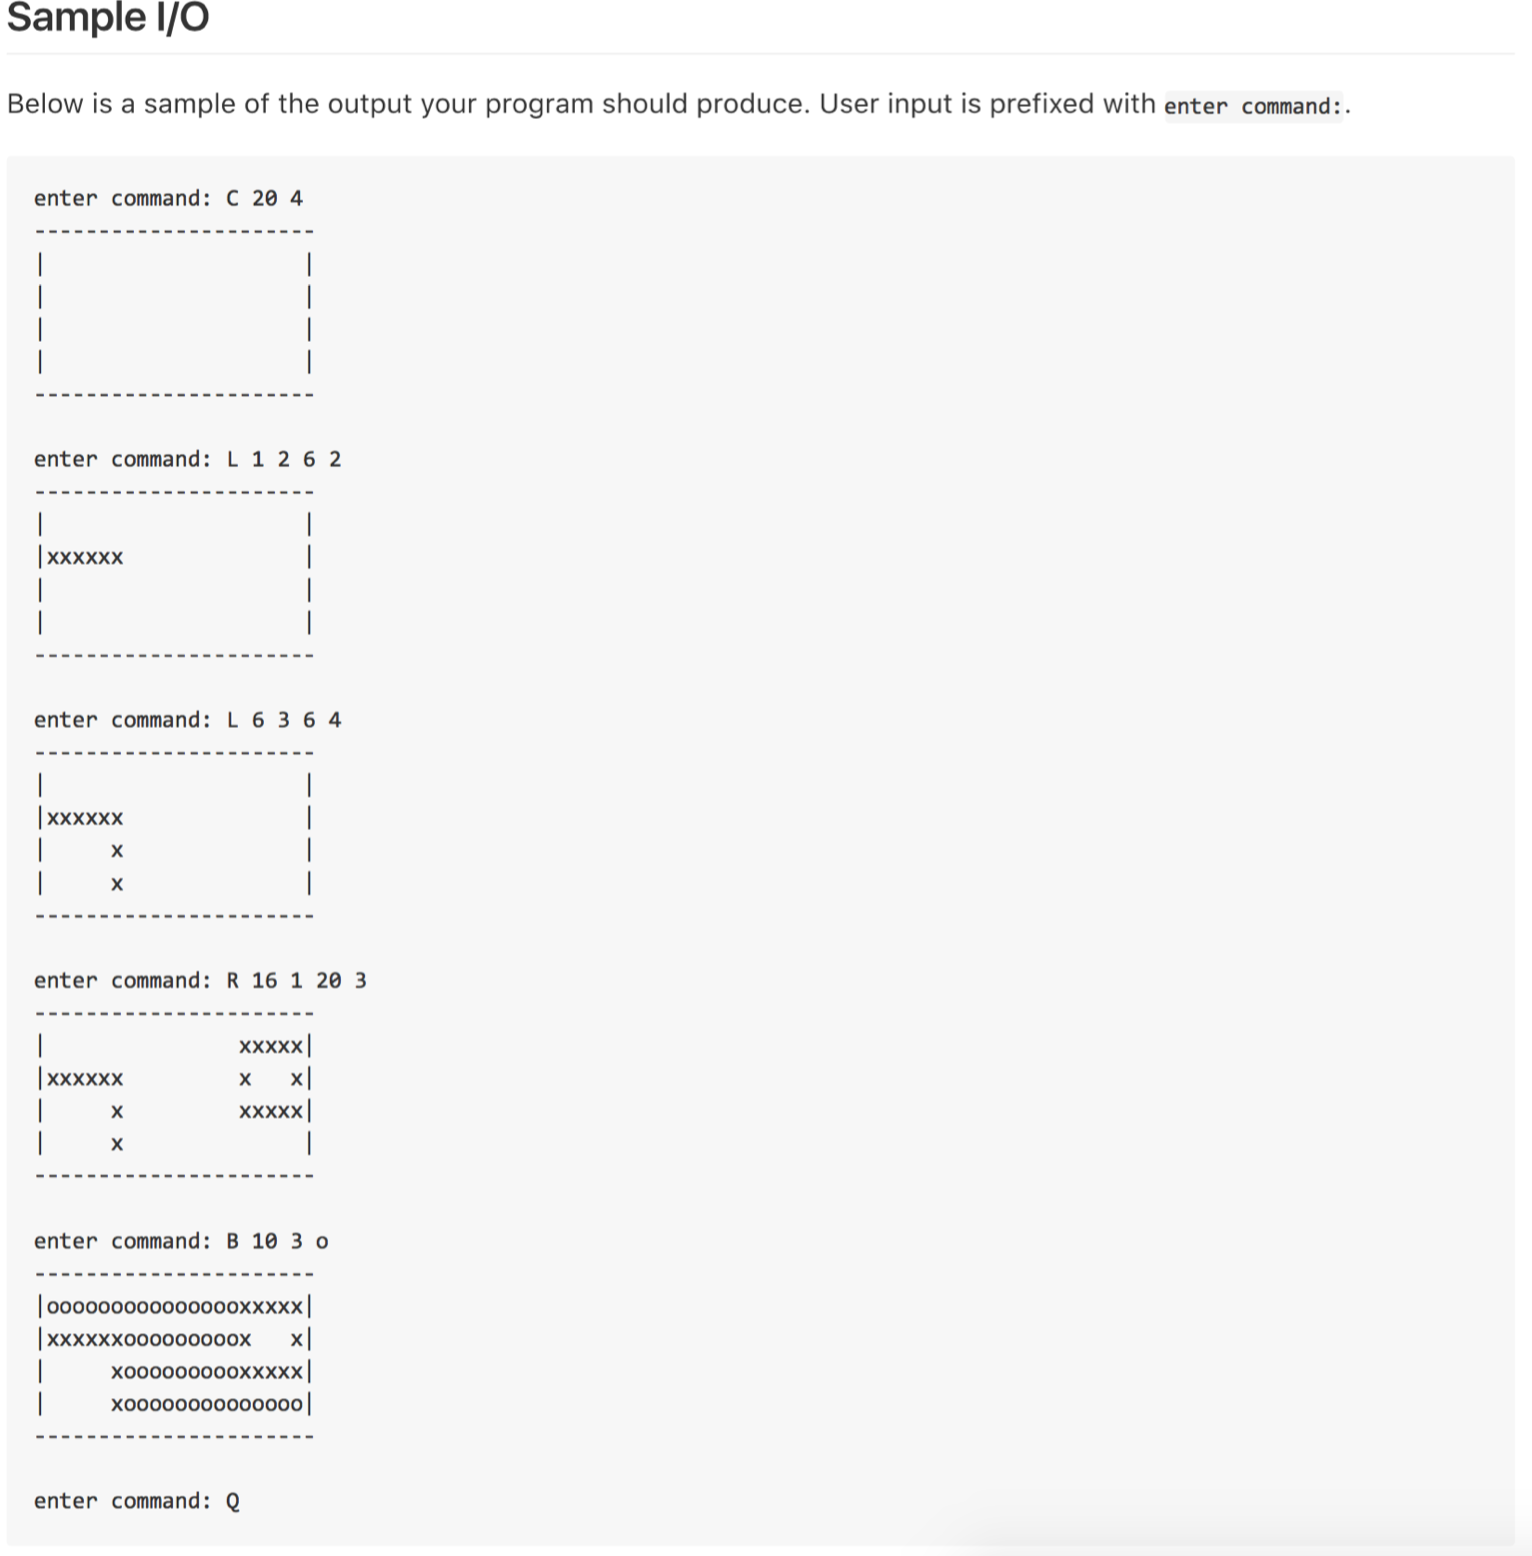 Sample I/O
Below is a sample of the output your program should produce. User input is prefixed with enter command:.
enter command: C 20 4
----------------------
|                    |
|                    |
|                    |
|                    |
----------------------
enter command: L 1 2 6 2
----------------------
|                    |
|xxxxxx              |
|                    |
|                    |
----------------------
enter command: L 6 3 6 4
----------------------
|                    |
|xxxxxx              |
|     x              |
|     x              |
----------------------
enter command: R 16 1 20 3
----------------------
|               xxxxx|
|xxxxxx         x   x|
|     x         xxxxx|
|     x              |
----------------------
enter command: B 10 3 o
----------------------
|oooooooooooooooxxxxx|
|xxxxxxooooooooox   x|
|     xoooooooooxxxxx|
|     xoooooooooooooo|
----------------------
enter command: Q